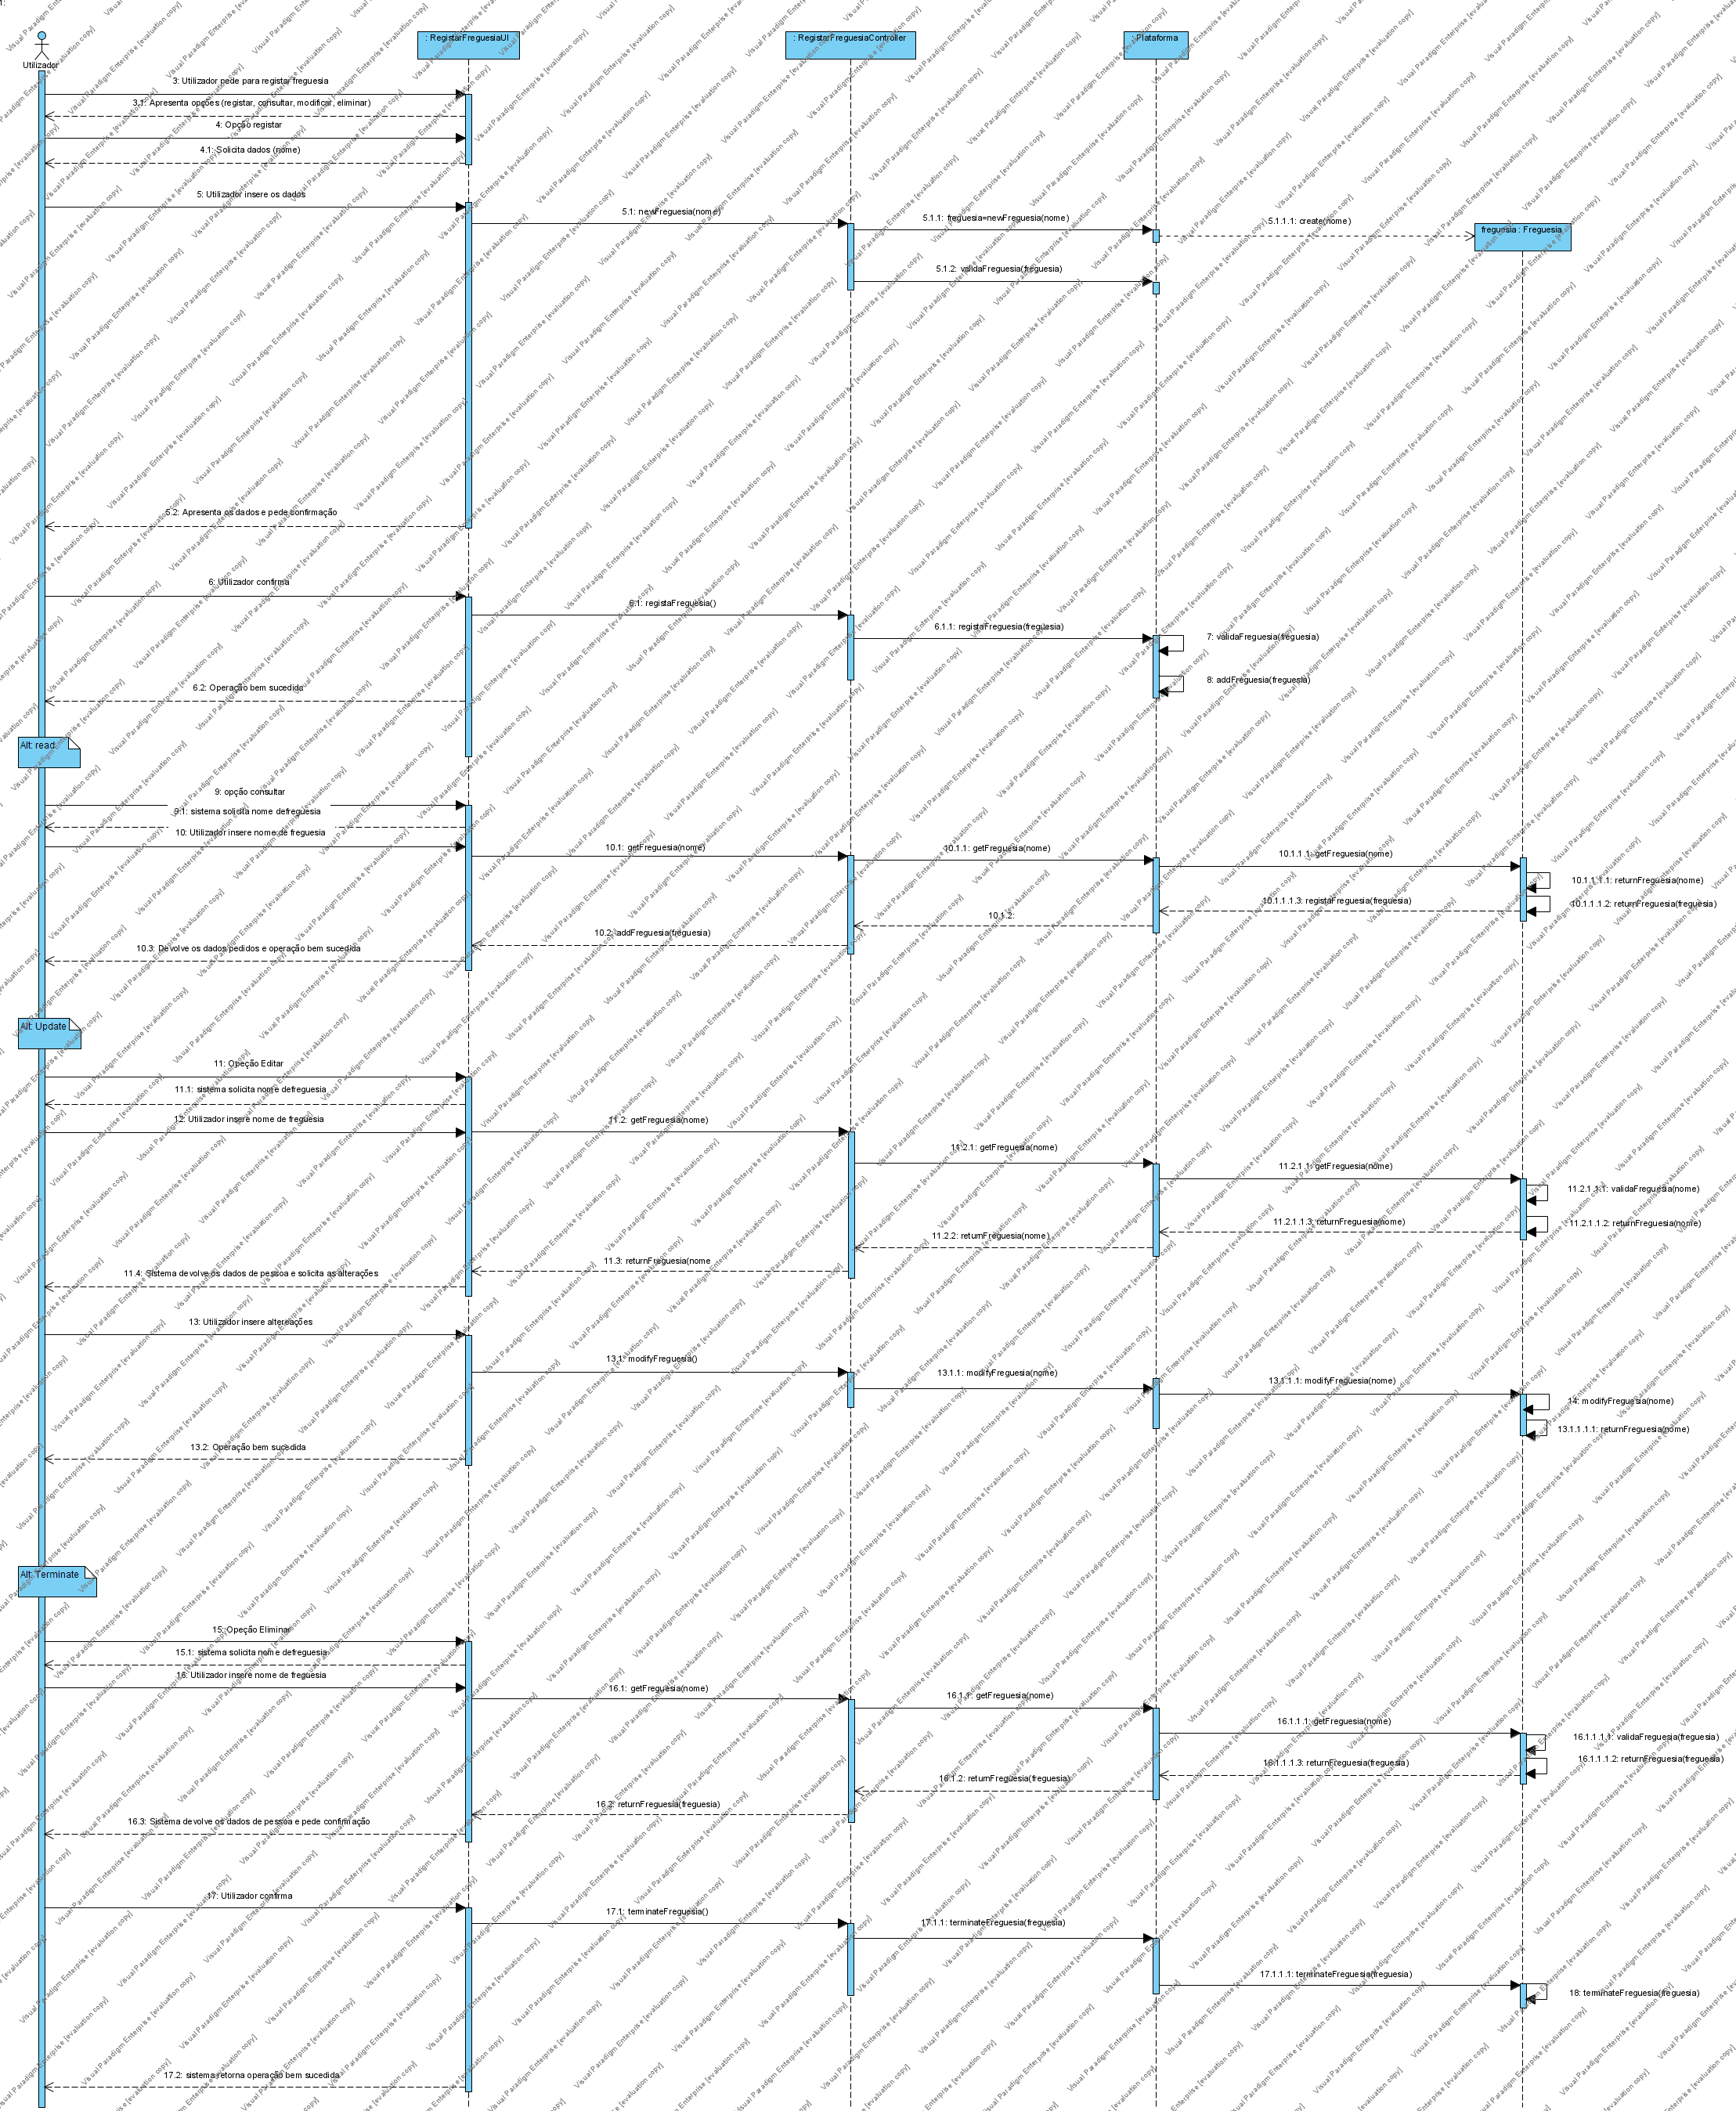 1:
Utilizador
: RegistarFreguesiaUI
: RegistarFreguesiaController
Plataforma
3: Utilizador pede para registar freguesia
3.1: Apresenta opções (registar, consultar, modificar, eliminar)
4: Opção registar
4.1: Solicita dados (nome)
5: Utilizador insere os dados
5.1: newFreguesia(nome)
5.1.1: freguesia=newFreguesia(nome)
5.1.1.1: create(nome)
freguesia : Freguesia
5.1.2: validaFreguesia(freguesia)
5.2: Apresenta os dados e pede confirmação
6: Utilizador confirma
6.1: registaFreguesia()
6.1.1: registaFreguesia(freguesia)
7: validaFreguesia(freguesia)
8: addFreguesia(freguesia)
6.2: Operação bem sucedida
Alt: read
9: opção consultar
9.1: sistema solicita nome defreguesia
10: Utilizador insere nome de freguesia
10.1: getFreguesia(nome)
10.1.1: getFreguesia(nome)
10.1.1.1: getFreguesia(nome)
10.1.1.1.1: returnFreguesia(nome)
10.1.1.1.2: returnFreguesia(freguesia)
10.1.1.1.3: registaFreguesia(freguesia)
10.1.2:
10.2: addFreguesia(freguesia)
10.3: Devolve os dados pedidos e operação bem sucedida
Alt: Update
11: Opeção Editar
11.1: sistema solicita nome defreguesia
12: Utilizador insere nome de freguesia
11.2: getFreguesia(nome)
11.2.1: getFreguesia(nome)
11.2.1.1: getFreguesia(nome)
11.2.1.1.1: validaFreguesia(nome)
11.2.1.1.2: returnFreguesia(nome)
11.2.1.1.3: returnFreguesia(nome)
11.2.2: returnFreguesia(nome)
11.3: returnFreguesia(nome
11.4: Sistema devolve os dados de pessoa e solicita as alterações
13: Utilizador insere altereações
13.1: modifyFreguesia()
13.1.1: modifyFreguesia(nome)
13.1.1.1: modifyFreguesia(nome)
14: modifyFreguesia(nome)
13.1.1.1.1: returnFreguesia(nome)
13.2: Operação bem sucedida
Alt: Terminate
15: Opeção Eliminar
15.1: sistema solicita nome defreguesia
16: Utilizador insere nome de freguesia
16.1: getFreguesia(nome)
16.1.1: getFreguesia(nome)
16.1.1.1: getFreguesia(nome)
16.1.1.1.1: validaFreguesia(freguesia)
16.1.1.1.2: returnFreguesia(freguesia)
16.1.1.1.3: returnFreguesia(freguesia)
16.1.2: returnFreguesia(freguesia)
16.2: returnFreguesia(freguesia)
16.3: Sistema devolve os dados de pessoa e pede confirmação
17: Utilizador confirma
17.1: terminateFreguesia()
17.1.1: terminateFreguesia(freguesia)
17.1.1.1: terminateFreguesia(freguesia)
18: terminateFreguesia(freguesia)
17.2: sistema retorna operação bem sucedida
Visual Paradigm Enterprise [evaluation copy]